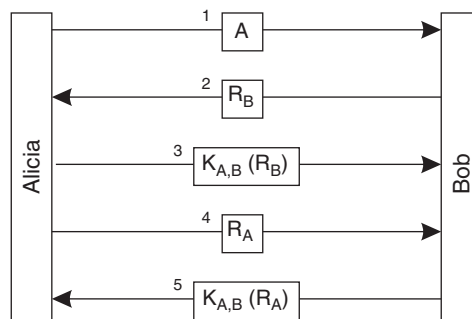 1 A
2 R_B
3 K_A,B (R_B)
4 R_A
5 K_A,B (R_A)
Alicia
Bob